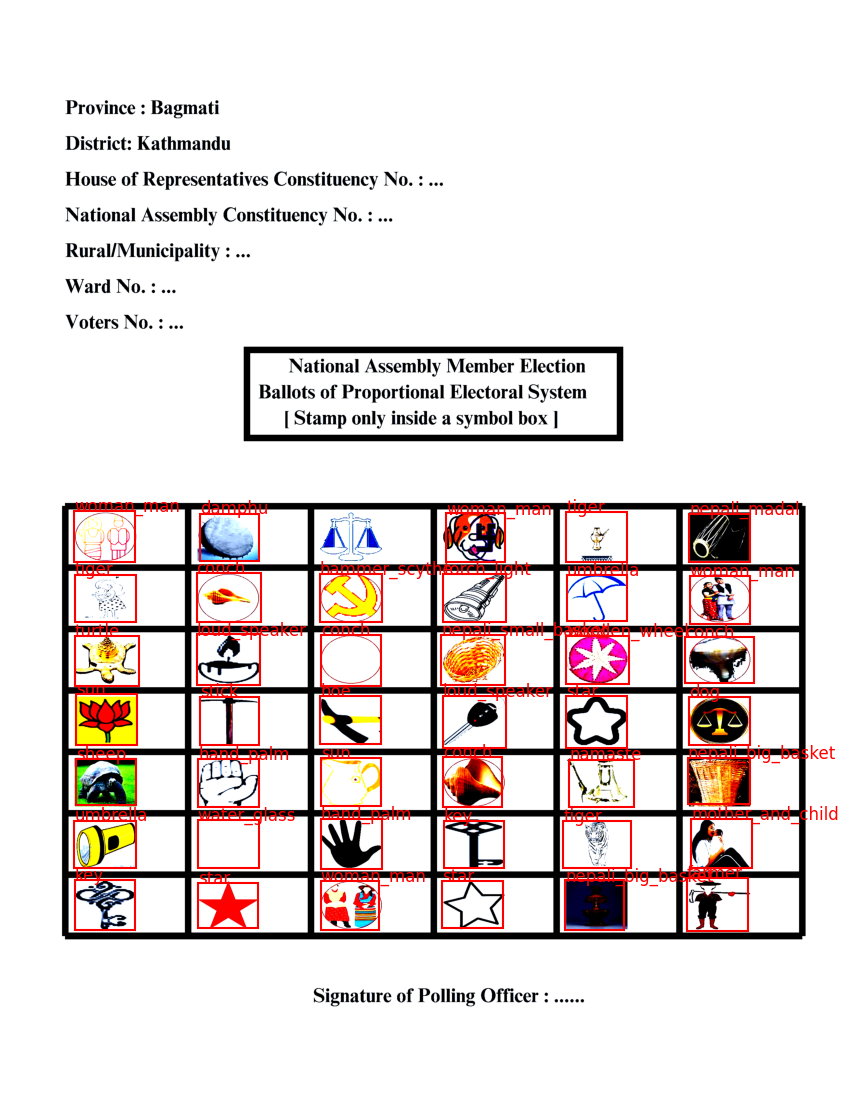 Province : Bagmati
District: Kathmandu
House of Representatives Constituency No. : ...
National Assembly Constituency No. : ...
Rural/Municipality : ...
Ward No. : ...
Voters No. : ...
National Assembly Member Election
Ballots of Proportional Electoral System
[ Stamp only inside a symbol box ]
woman_man damphu woman_man tiger nepali_madal
tiger conch hammer_scyth torch_light umbrella woman_man
turtle loud_speaker conch nepali_small_basket wheel conch
sun stick hoe loud_speaker star dog
sheep hand_palm sun conch namaste nepali_big_basket
umbrella water_glass hand_palm key tiger mother_and_child
key star woman_man star nepali_big_basket
Signature of Polling Officer : ......